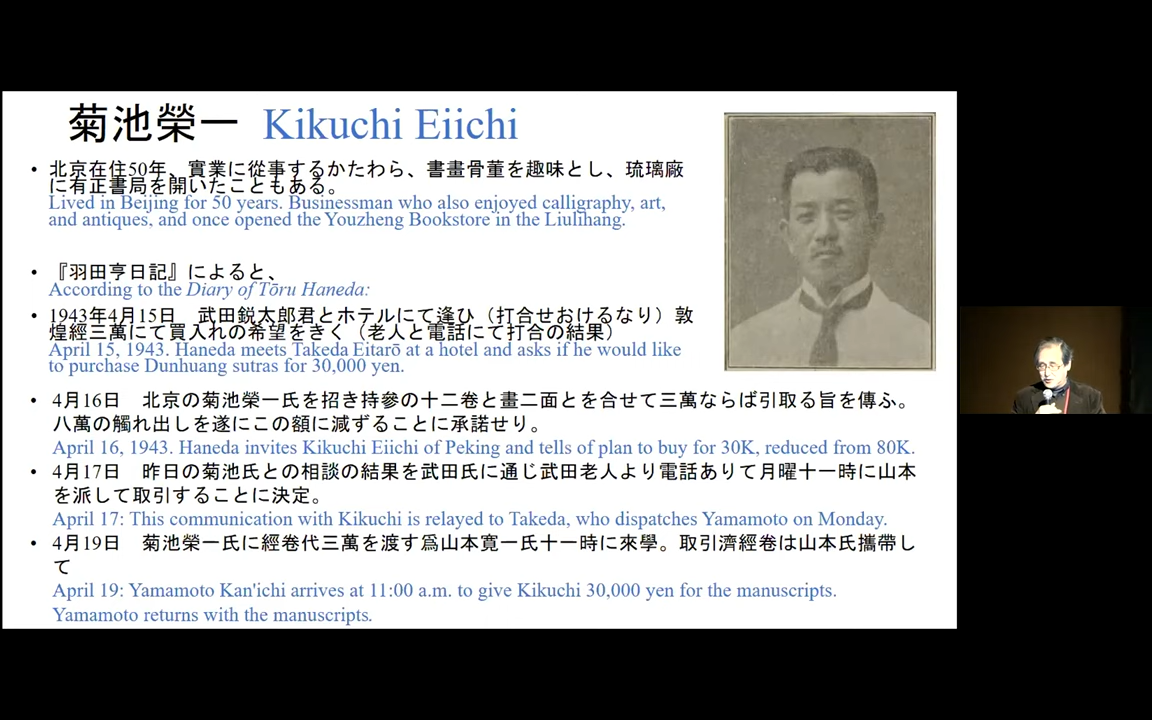 菊池榮一 Kikuchi Eiichi
• 北京在住50年、實業に從事するかたわら、書畫骨董を趣味とし、琉璃廠
に有正書局を開いたこともある。
Lived in Beijing for 50 years. Businessman who also enjoyed calligraphy, art,
and antiques, and once opened the Youzheng Bookstore in the Liulihang.
• 『羽田亨日記』によると、
According to the Diary of Tōru Haneda:
• 1943年4月15日 武田鋭太郎君とホテルにて逢ひ（打合せおけるなり）敦
煌經三萬にて買入れの希望をきく（老人と電話にて打合の結果）
April 15, 1943. Haneda meets Takeda Eitarō at a hotel and asks if he would like
to purchase Dunhuang sutras for 30,000 yen.
• 4月16日 北京の菊池榮一氏を招き持參の十二卷と畫二面とを合せて三萬ならば引取る旨を傳ふ。
八萬の觸れ出しを遂にこの額に減ずることに承諾せり。
April 16, 1943. Haneda invites Kikuchi Eiichi of Peking and tells of plan to buy for 30K, reduced from 80K.
• 4月17日 昨日の菊池氏との相談の結果を武田氏に通じ武田老人より電話ありて月曜十一時に山本
を派して取引することに決定。
April 17: This communication with Kikuchi is relayed to Takeda, who dispatches Yamamoto on Monday.
• 4月19日 菊池榮一氏に經卷代三萬を渡す爲山本寛一氏十一時に來學。取引濟經卷は山本氏攜帶し
て
April 19: Yamamoto Kan'ichi arrives at 11:00 a.m. to give Kikuchi 30,000 yen for the manuscripts.
Yamamoto returns with the manuscripts.